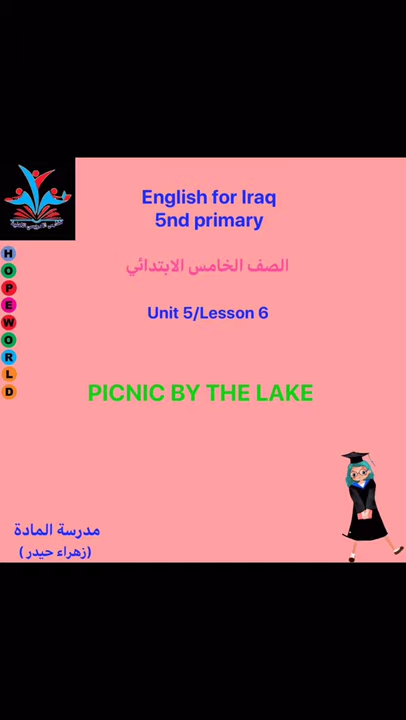 English for Iraq
5nd primary
الصف الخامس الابتدائي
Unit 5/Lesson 6
PICNIC BY THE LAKE
HOPEWORLD
مدرسة المادة
(زهراء حيدر )